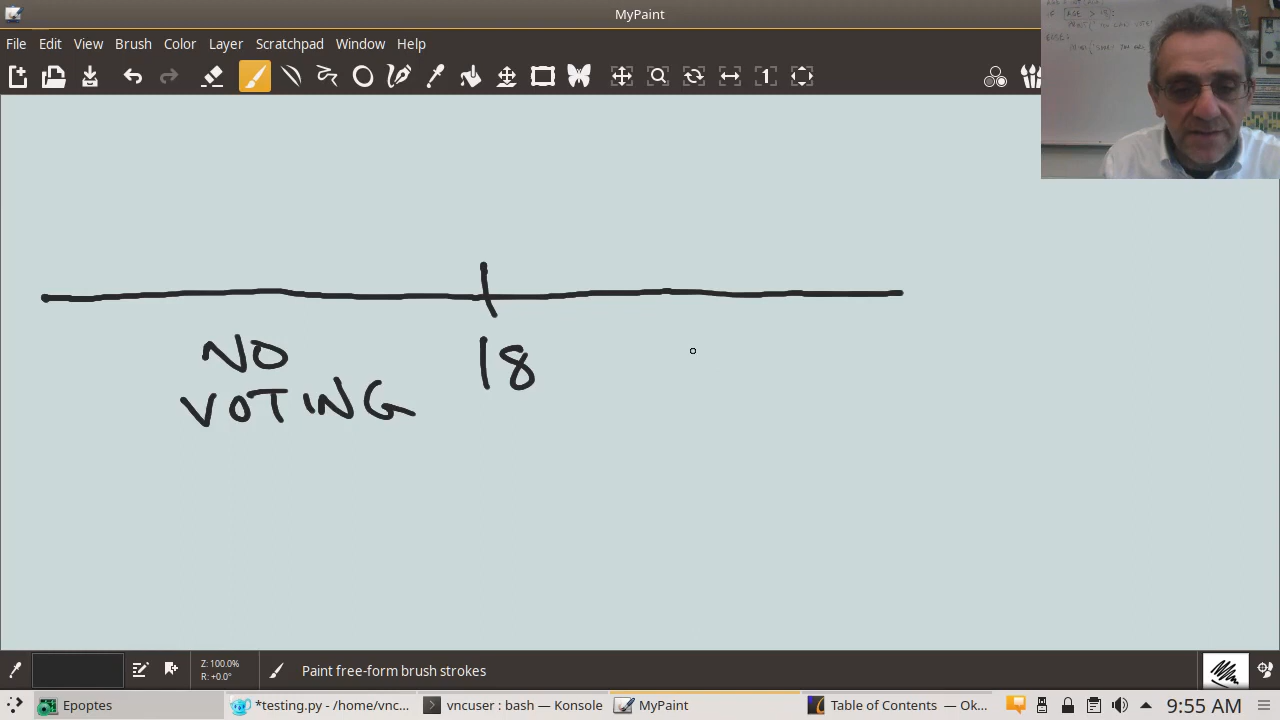 MyPaint
File Edit View Brush Color Layer Scratchpad Window Help
NO
VOTING
18
Z: 100.0%
R: +0.0°
Paint free-form brush strokes
Epoptes
*testing.py - /home/vnc...
vncuser : bash — Konsole
MyPaint
Table of Contents — Ok...
9:55 AM